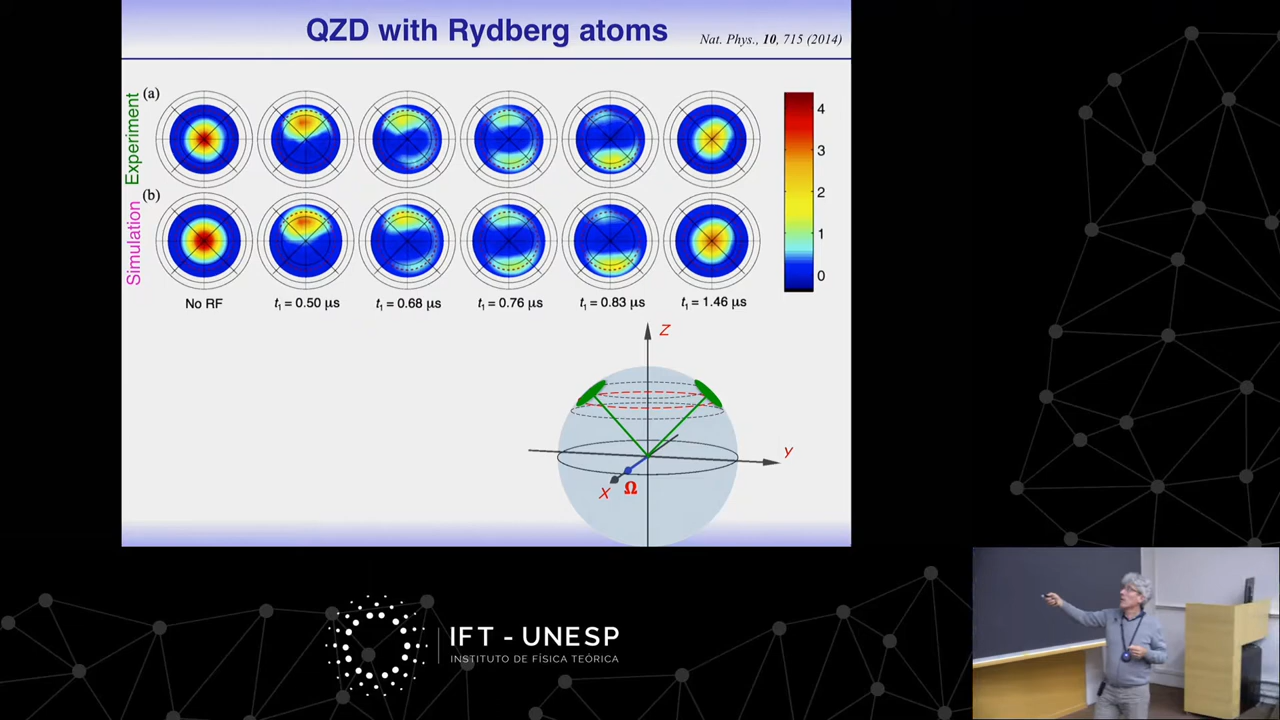 QZD with Rydberg atoms
Nat. Phys., 10, 715 (2014)
(a)
Experiment
(b)
Simulation
4
3
2
1
0
No RF
t₁ = 0.50 μs
t₁ = 0.68 μs
t₁ = 0.76 μs
t₁ = 0.83 μs
t₁ = 1.46 μs
Z
y
X
Ω
IFT - UNESP
INSTITUTO DE FÍSICA TEÓRICA